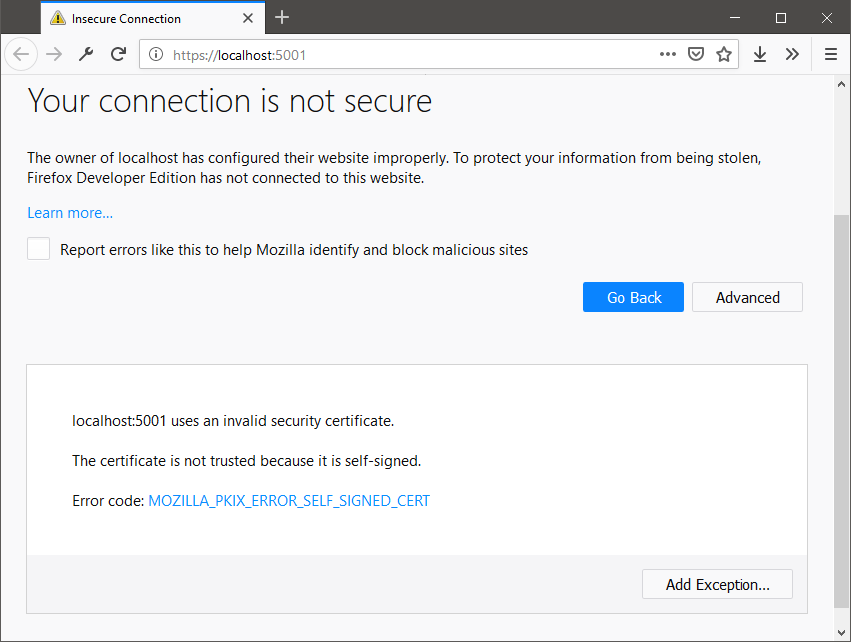 Insecure Connection
https://localhost:5001
Your connection is not secure
The owner of localhost has configured their website improperly. To protect your information from being stolen,
Firefox Developer Edition has not connected to this website.
Learn more...
Report errors like this to help Mozilla identify and block malicious sites
Go Back
Advanced
localhost:5001 uses an invalid security certificate.
The certificate is not trusted because it is self-signed.
Error code: MOZILLA_PKIX_ERROR_SELF_SIGNED_CERT
Add Exception...